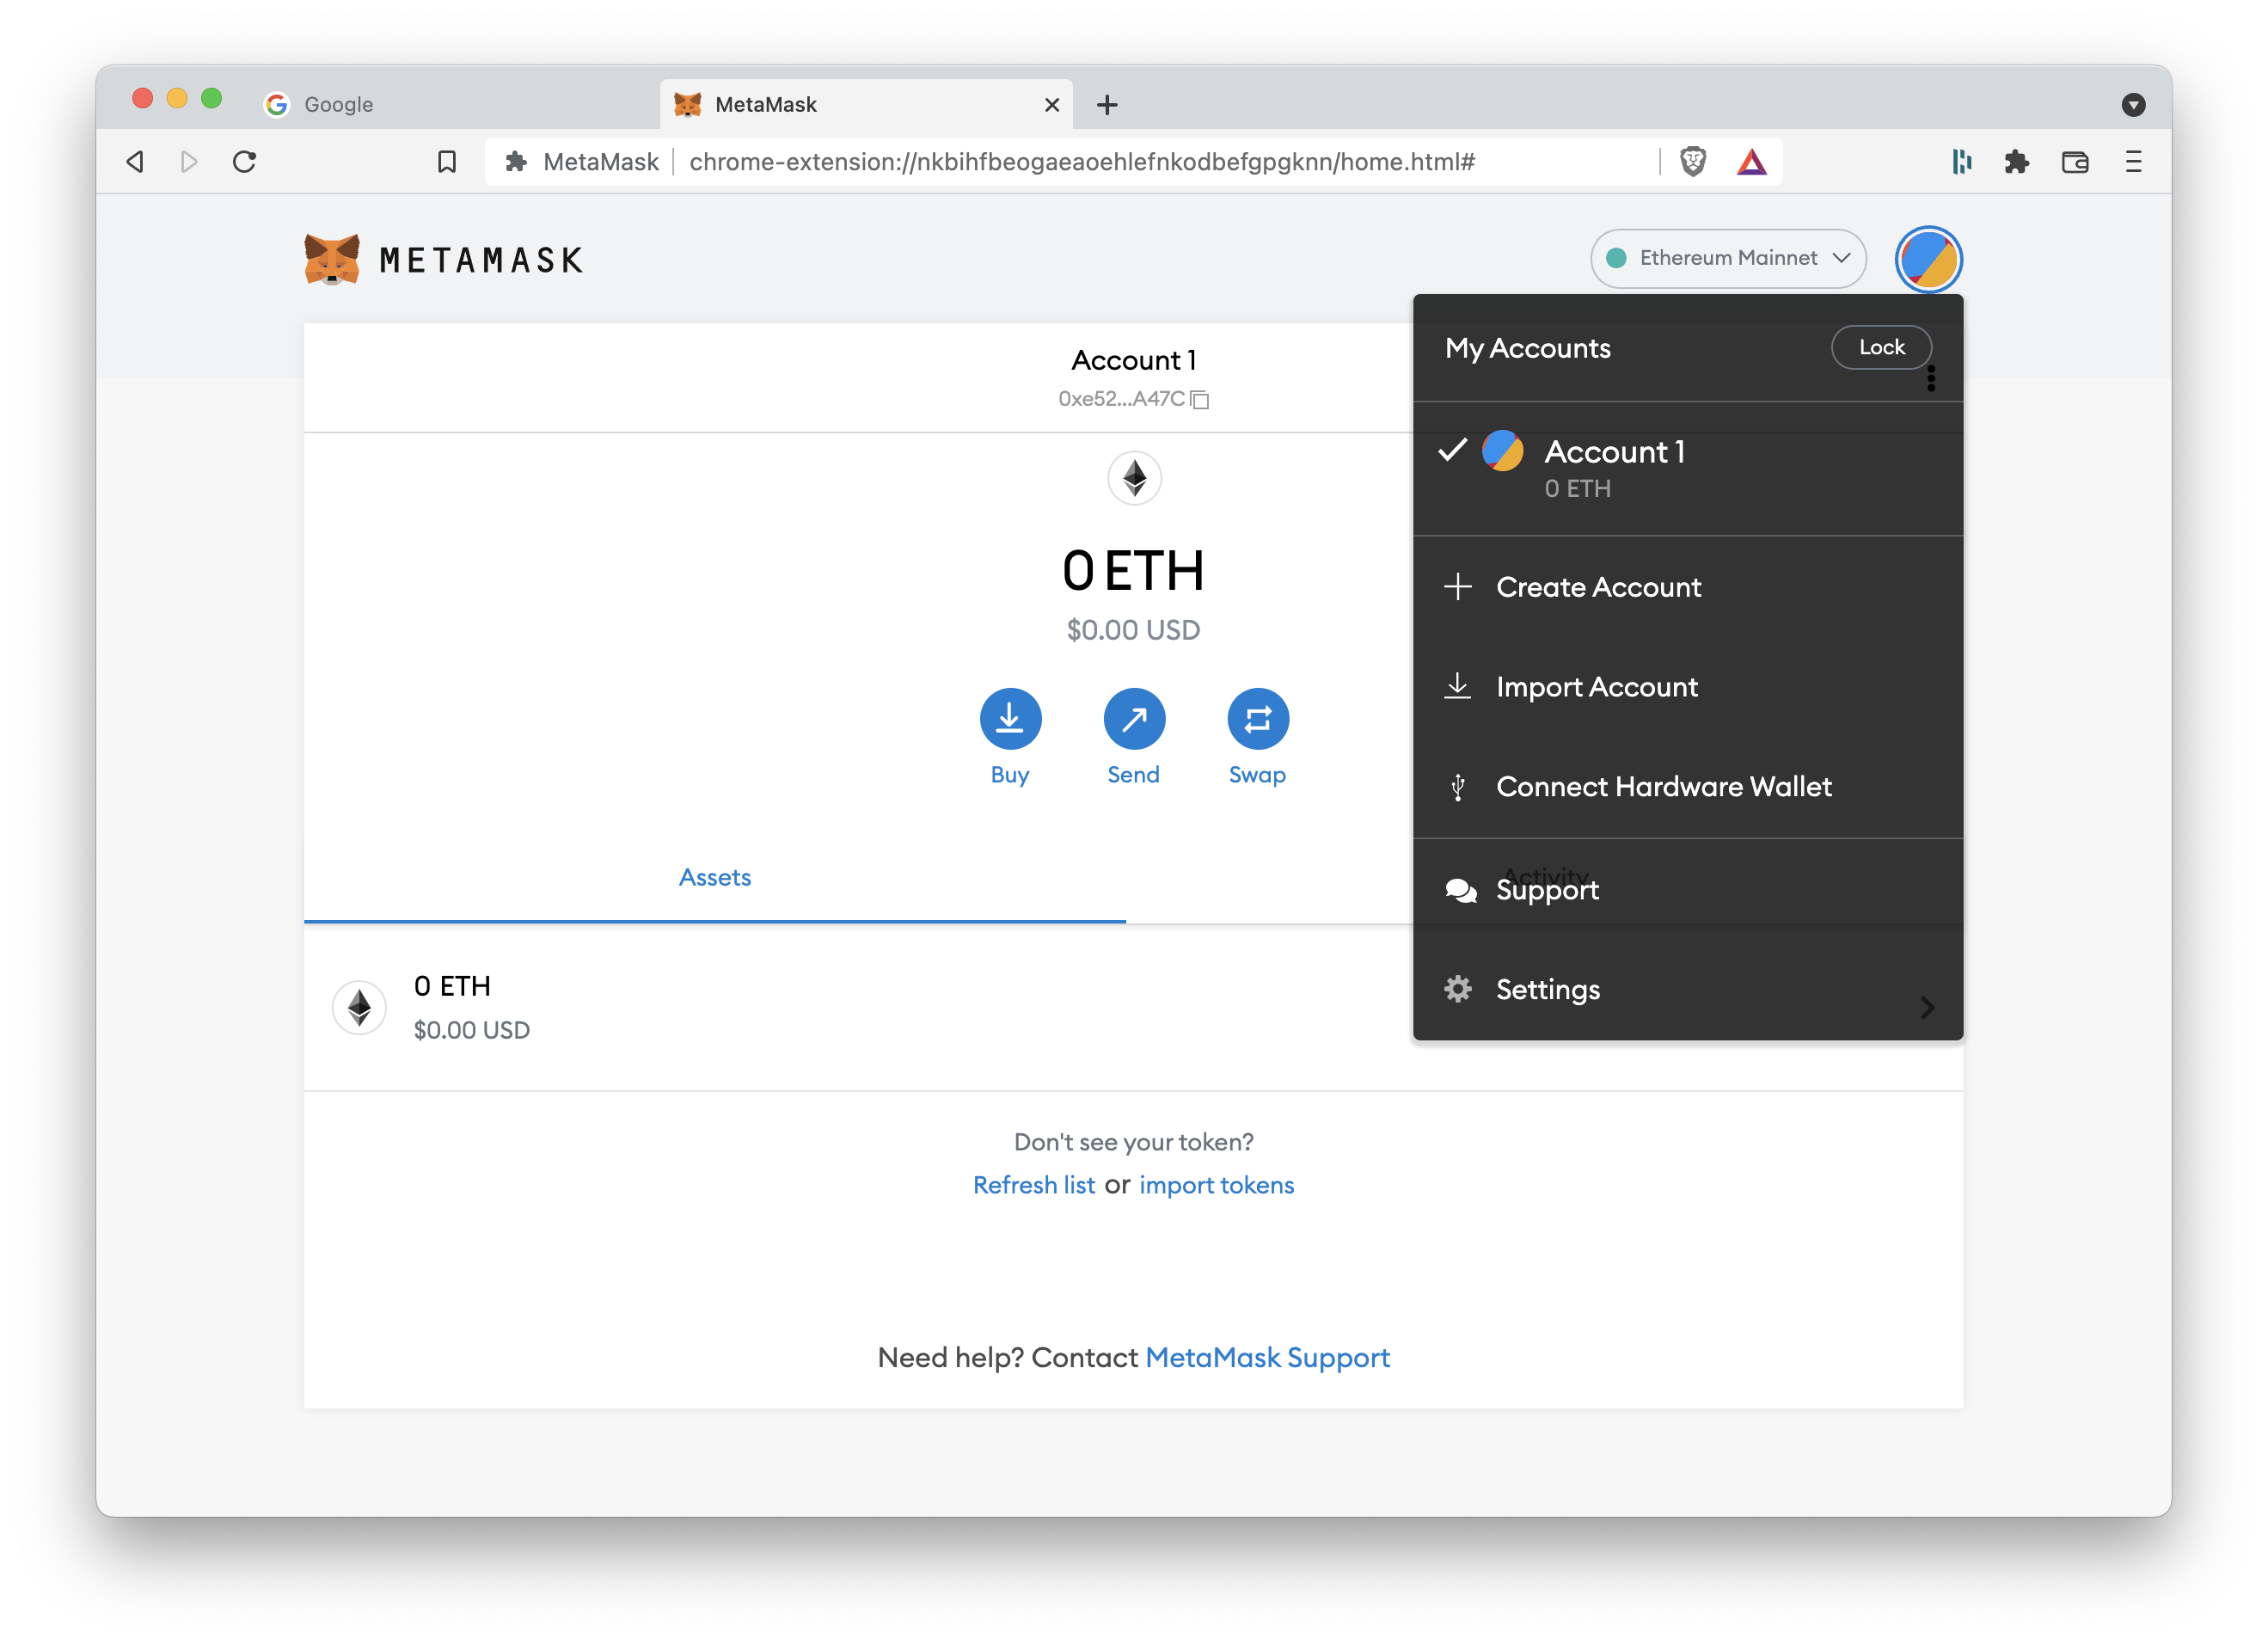 Google
MetaMask
MetaMask
chrome-extension://nkbihfbeogaeaoehlefnkodbefgpgknn/home.html#
METAMASK
Ethereum Mainnet
Account 1
0xe52...A47C
0 ETH
$0.00 USD
Buy
Send
Swap
Assets
Activity
0 ETH
$0.00 USD
Don't see your token?
Refresh list or import tokens
Need help? Contact MetaMask Support
My Accounts
Lock
Account 1
0 ETH
Create Account
Import Account
Connect Hardware Wallet
Support
Settings